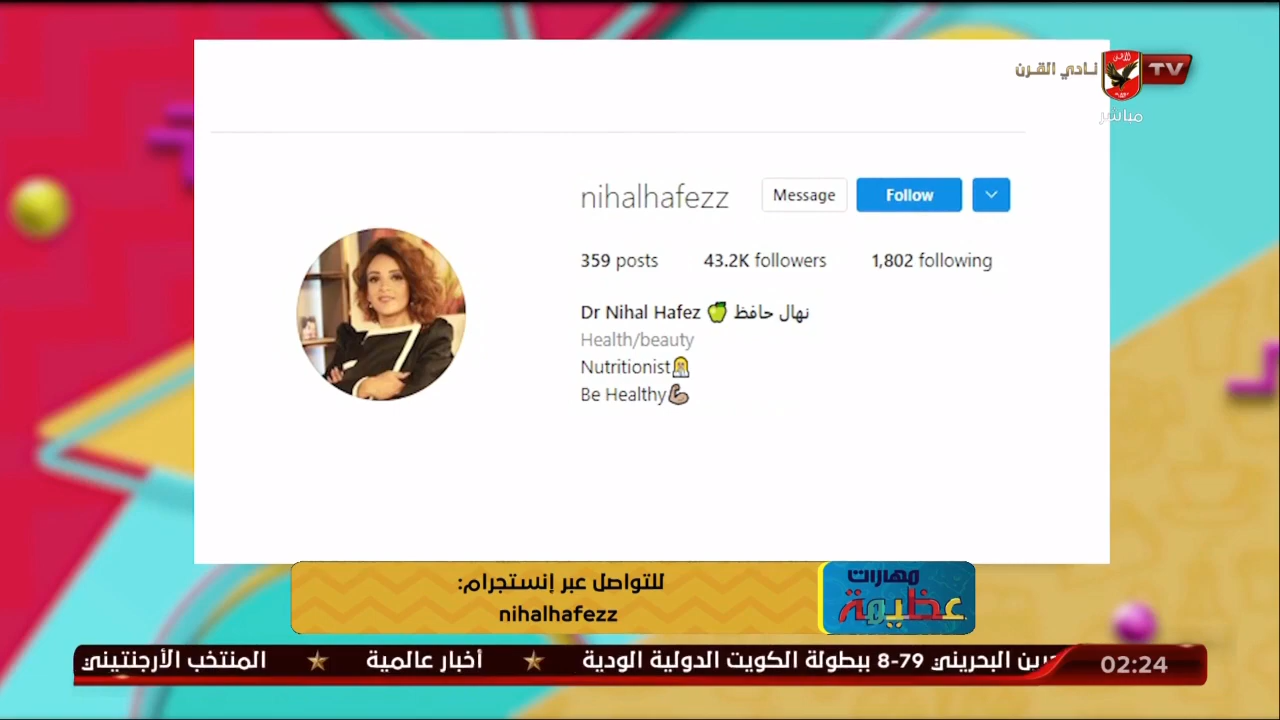 نادي القرن
TV
مباشر
nihalhafezz
Message
Follow
359 posts 43.2K followers 1,802 following
Dr Nihal Hafez 🍏 نهال حافظ
Health/beauty
Nutritionist
Be Healthy💪
للتواصل عبر إنستجرام:
nihalhafezz
مهارات
عظيمة
البحريني 79-8 ببطولة الكويت الدولية الودية ★ أخبار عالمية ★ المنتخب الأرجنتيني
02:24